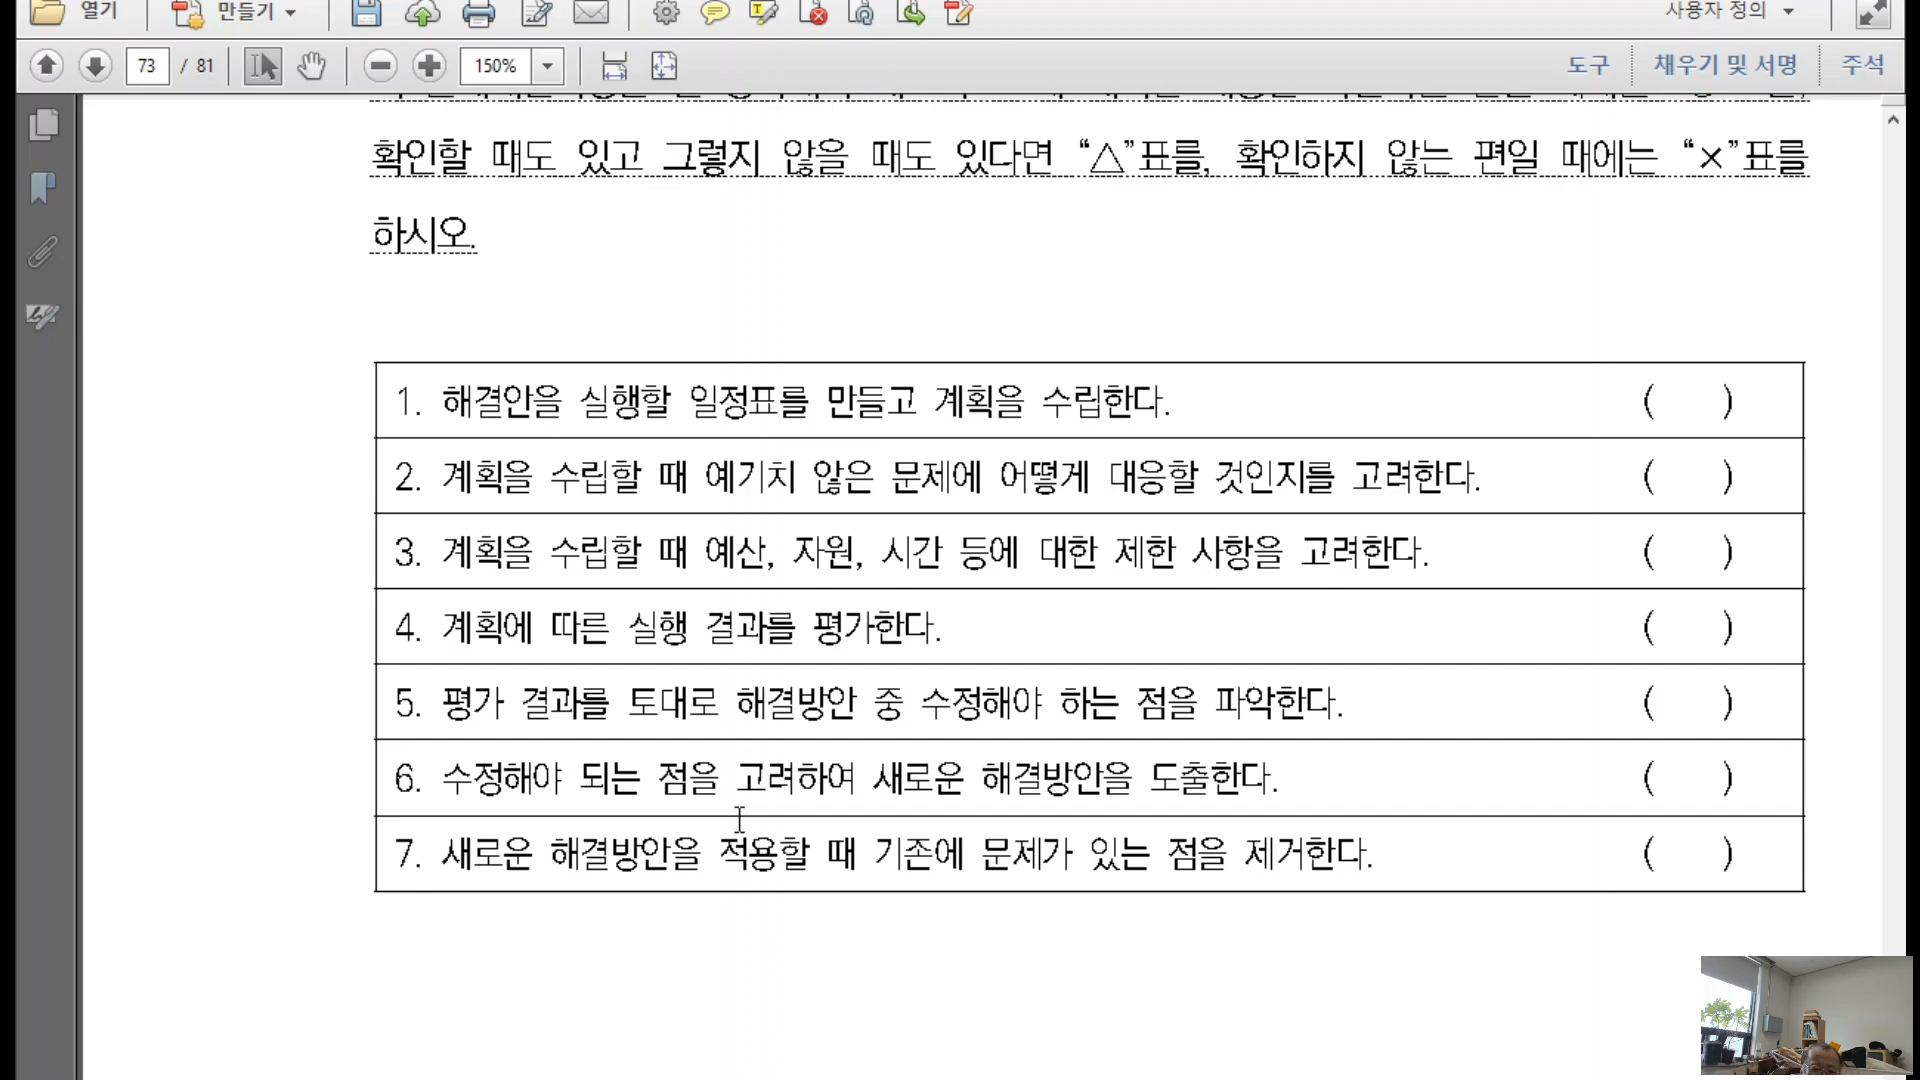 열기
만들기
사용자 정의
73 / 81
150%
도구
채우기 및 서명
주석
확인할 때도 있고 그렇지 않을 때도 있다면 “△”표를, 확인하지 않는 편일 때에는 “×”표를
하시오.
1. 해결안을 실행할 일정표를 만들고 계획을 수립한다. ( )
2. 계획을 수립할 때 예기치 않은 문제에 어떻게 대응할 것인지를 고려한다. ( )
3. 계획을 수립할 때 예산, 자원, 시간 등에 대한 제한 사항을 고려한다. ( )
4. 계획에 따른 실행 결과를 평가한다. ( )
5. 평가 결과를 토대로 해결방안 중 수정해야 하는 점을 파악한다. ( )
6. 수정해야 되는 점을 고려하여 새로운 해결방안을 도출한다. ( )
7. 새로운 해결방안을 적용할 때 기존에 문제가 있는 점을 제거한다. ( )